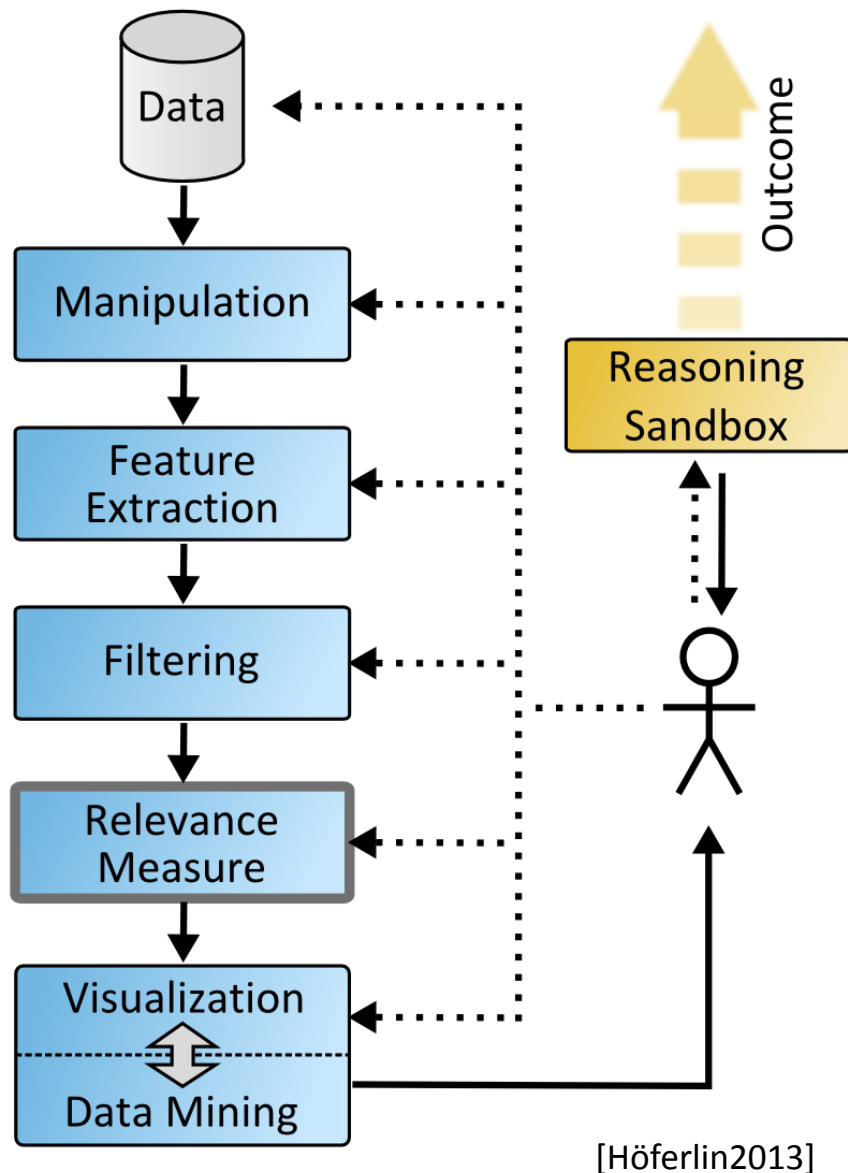 Data
Manipulation
Feature
Extraction
Filtering
Relevance
Measure
Visualization
Data Mining
Outcome
Reasoning
Sandbox
[Höferlin2013]